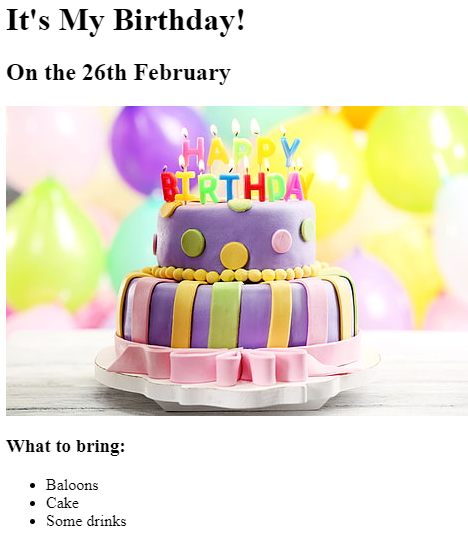 It's My Birthday!
On the 26th February
HAPPY
BIRTHDAY
What to bring:
Baloons
Cake
Some drinks